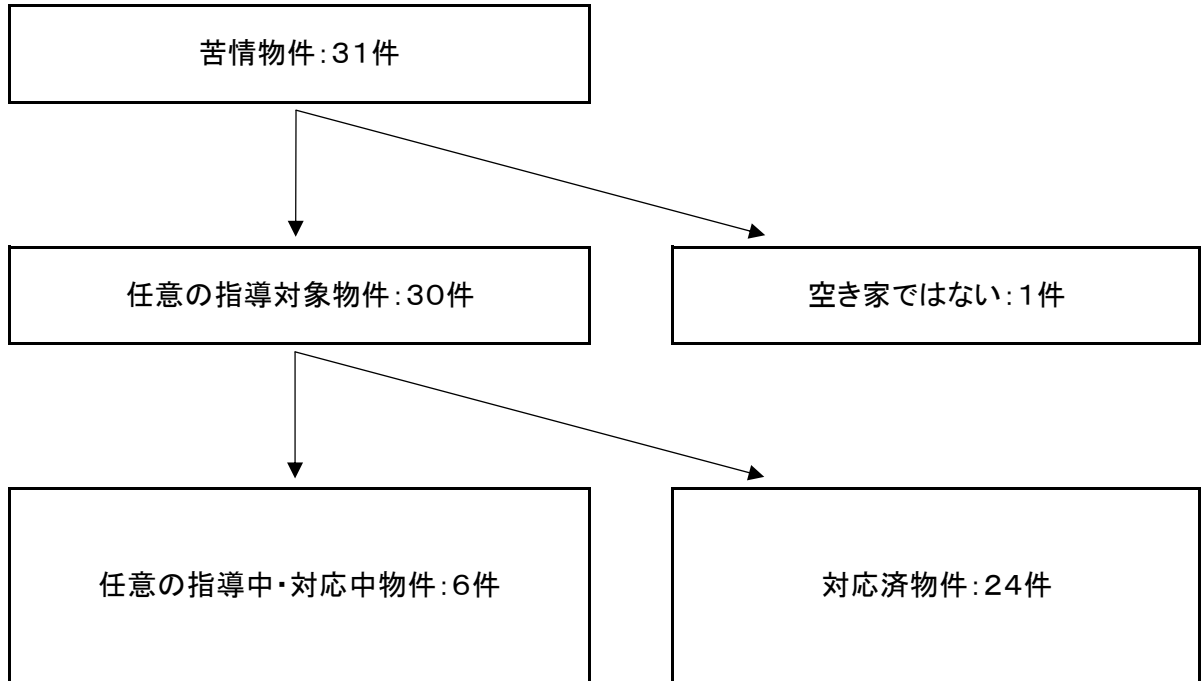 苦情物件：３１件
任意の指導対象物件：３０件
空き家ではない：１件
任意の指導中・対応中物件：６件
対応済物件：２４件